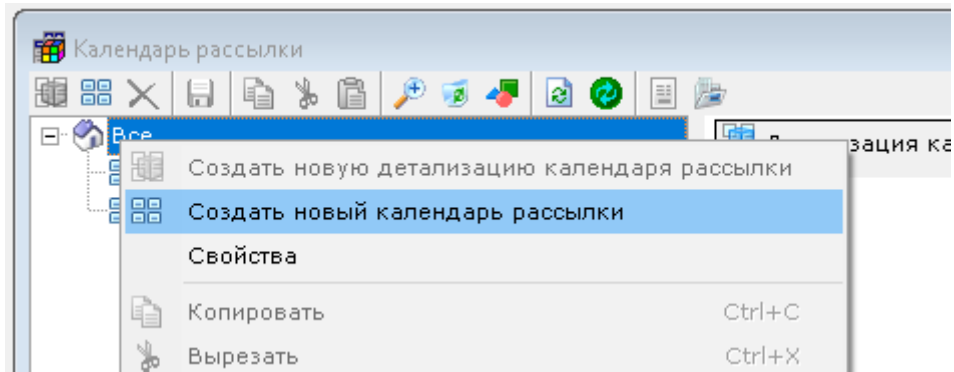 Календарь рассылки
Все
зация ка
Создать новую детализацию календаря рассылки
Создать новый календарь рассылки
Свойства
Копировать Ctrl+C
Вырезать Ctrl+X